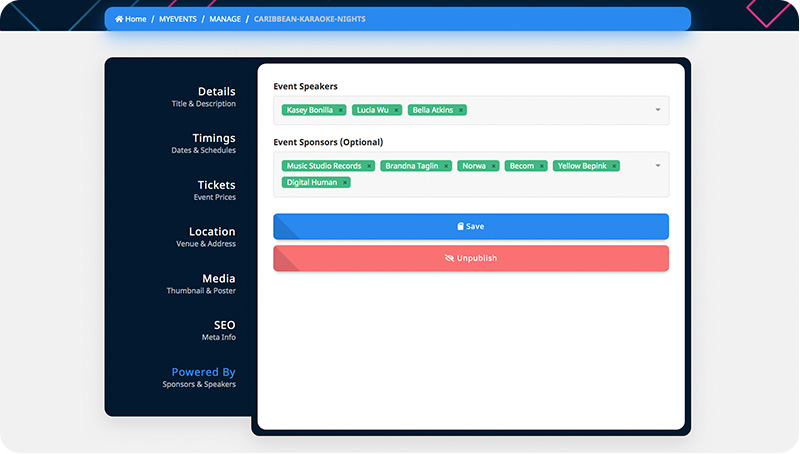 Home / MYEVENTS / MANAGE / CARIBBEAN-KARAOKE-NIGHTS
Details
Title & Description
Timings
Dates & Schedules
Tickets
Event Prices
Location
Venue & Address
Media
Thumbnail & Poster
SEO
Meta Info
Powered By
Sponsors & Speakers
Event Speakers
Kasey Bonilla × Lucia Wu × Bella Atkins ×
Event Sponsors (Optional)
Music Studio Records × Brandna Taglin × Norwa × Becom × Yellow Bepink ×
Digital Human ×
Save
Unpublish